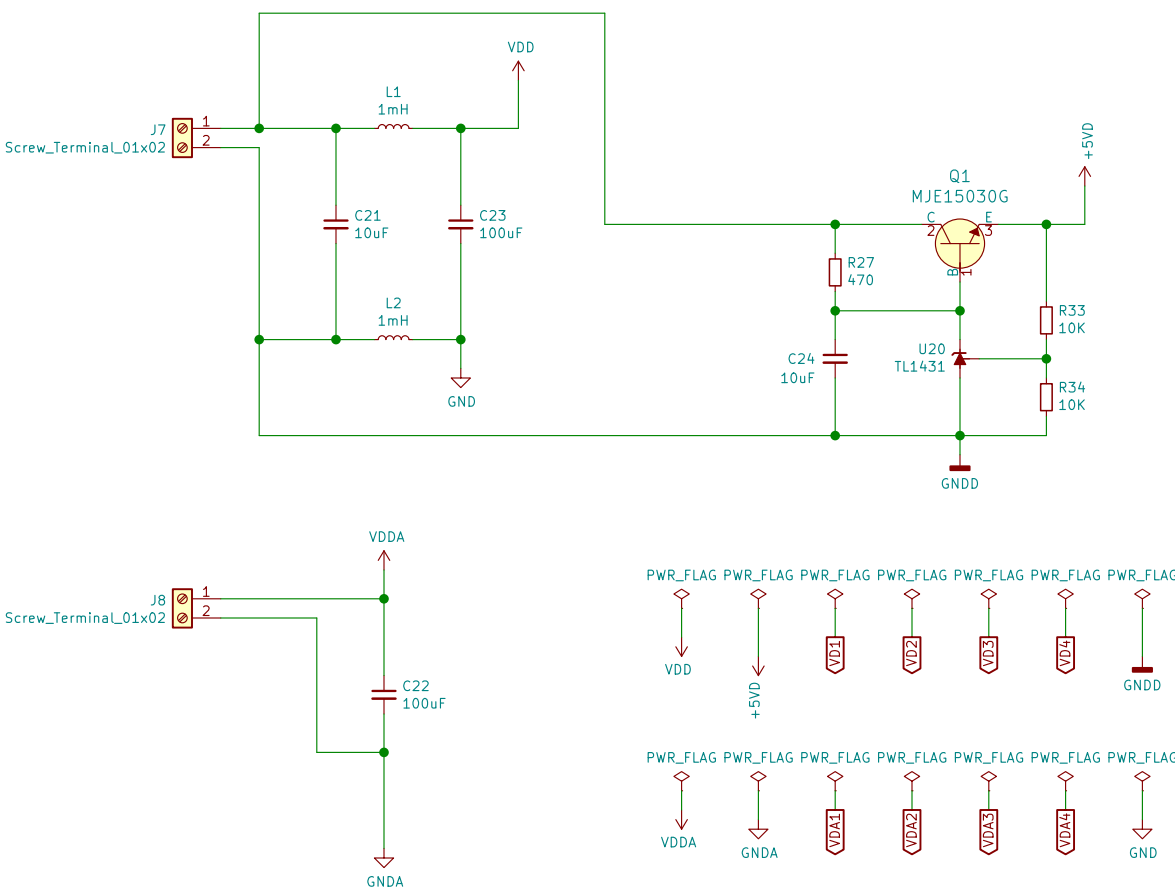 VDD
L1
1mH
J7
1
Screw_Terminal_01x02
2
+5VD
Q1
MJE15030G
C
E
2
3
B
1
C21
10uF
C23
100uF
R27
470
L2
1mH
R33
10K
U20
TL1431
C24
10uF
R34
10K
GND
GNDD
VDDA
J8
1
Screw_Terminal_01x02
2
C22
100uF
GNDA
PWR_FLAG PWR_FLAG PWR_FLAG PWR_FLAG PWR_FLAG PWR_FLAG PWR_FLAG
VDD
+5VD
VD1
VD2
VD3
VD4
GNDD
PWR_FLAG PWR_FLAG PWR_FLAG PWR_FLAG PWR_FLAG PWR_FLAG PWR_FLAG
VDDA
GNDA
VDA1
VDA2
VDA3
VDA4
GND